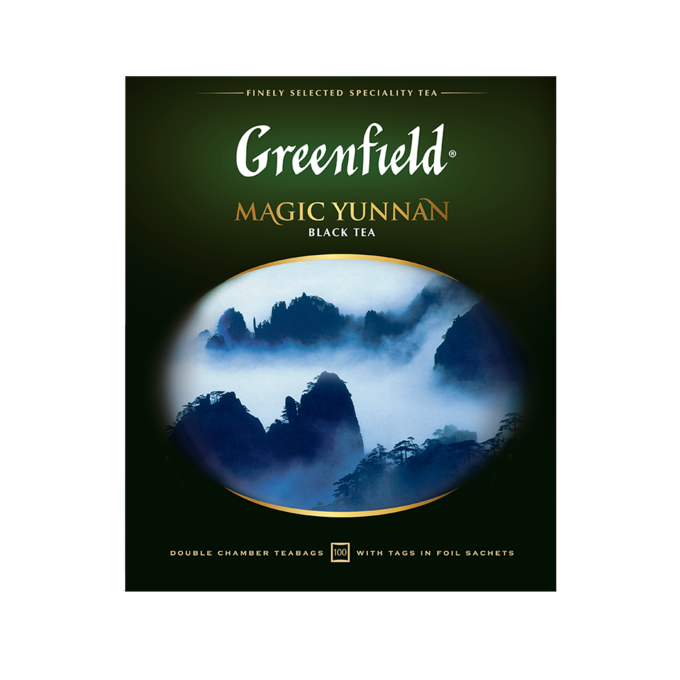 FINELY SELECTED SPECIALITY TEA
Greenfield®
MAGIC YUNNAN
BLACK TEA
DOUBLE CHAMBER TEABAGS 100 WITH TAGS IN FOIL SACHETS